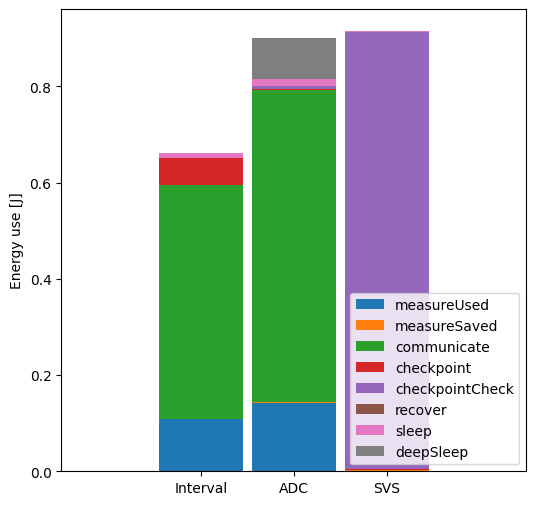 Energy use [J]
0.8
0.6
0.4
0.2
0.0
measureUsed
measureSaved
communicate
checkpoint
checkpointCheck
recover
sleep
deepSleep
Interval
ADC
SVS